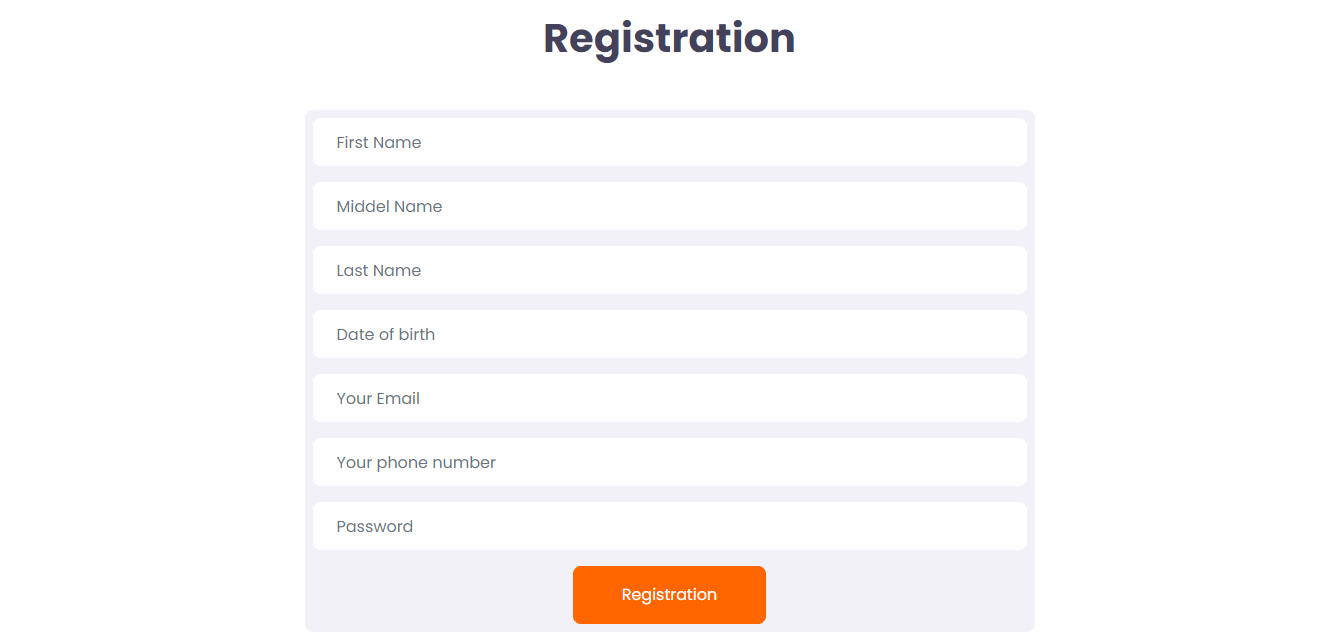 Registration
First Name
Middel Name
Last Name
Date of birth
Your Email
Your phone number
Password
Registration